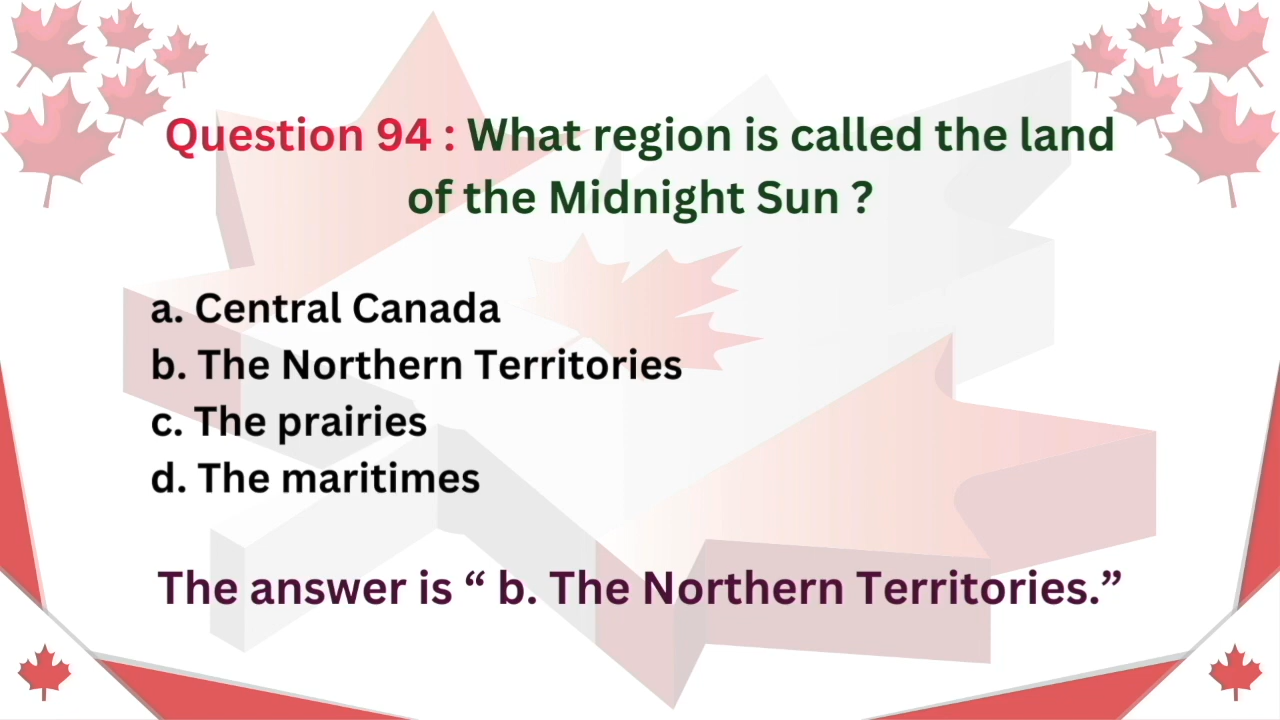 Question 94 : What region is called the land
of the Midnight Sun ?
a. Central Canada
b. The Northern Territories
c. The prairies
d. The maritimes
The answer is “ b. The Northern Territories.”